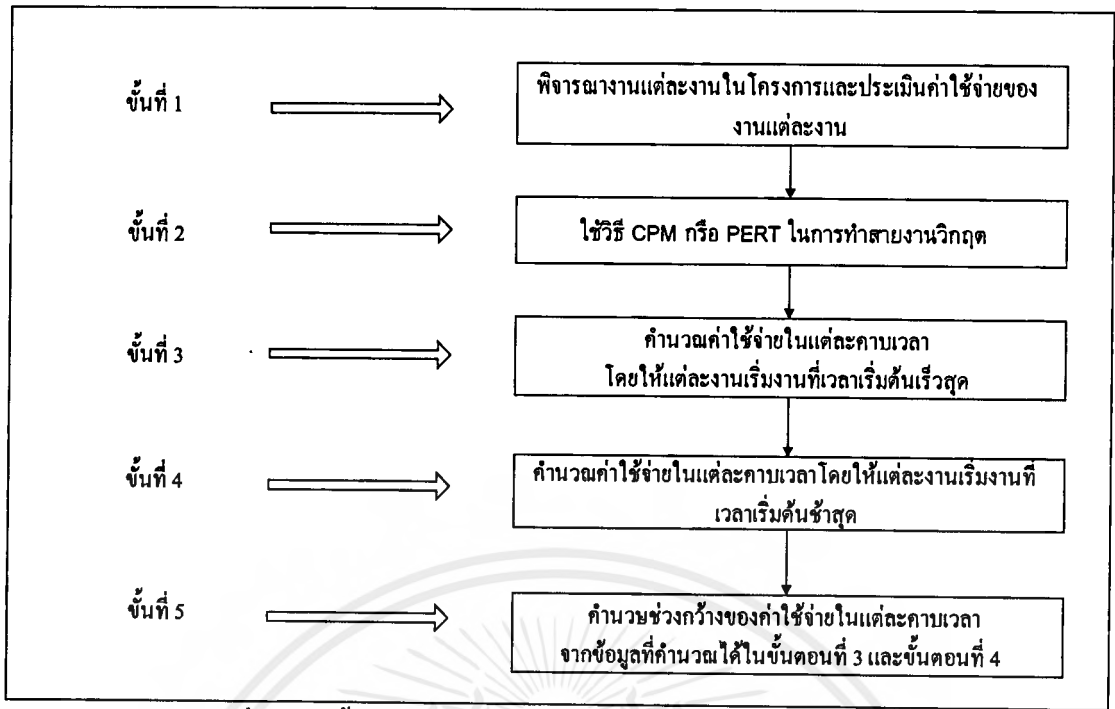 ขั้นที่ 1
พิจารณางานแต่ละงานในโครงการและประเมินค่าใช้จ่ายของ
งานแต่ละงาน
ขั้นที่ 2
ใช้วิธี CPM กรือ PERT ในการทำสายงานวิกฤต
ขั้นที่ 3
คำนวณค่าใช้จ่ายในแต่ละคาบเวลา
โดยให้แต่ละงานเริ่มงานที่เวลาเริ่มต้นเร็วสุด
ขั้นที่ 4
คำนวณค่าใช้จ่ายในแต่ละคาบเวลาโดยให้แต่ละงานเริ่มงานที่
เวลาเริ่มต้นช้าสุด
ขั้นที่ 5
คำนวษช่วงกว้างของค่าใช้จ่ายในแต่ละคาบเวลา
จากข้อมูลที่คำนวณได้ในขั้นตอนที่ 3 และขั้นตอนที่ 4